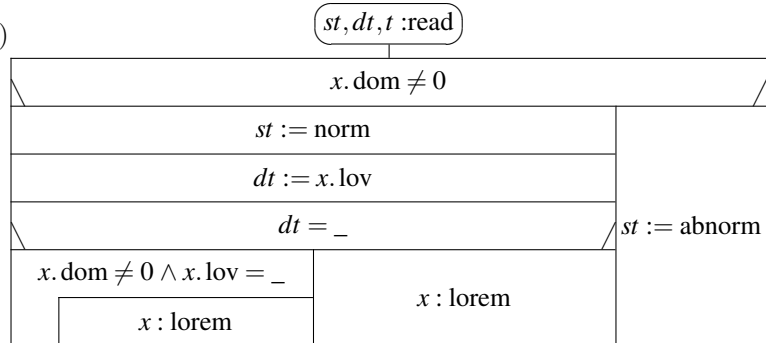 )
st, dt, t :read
x. dom ≠ 0
st := norm
dt := x. lov
dt = _
st := abnorm
x. dom ≠ 0 ∧ x. lov = _
x : lorem
x : lorem